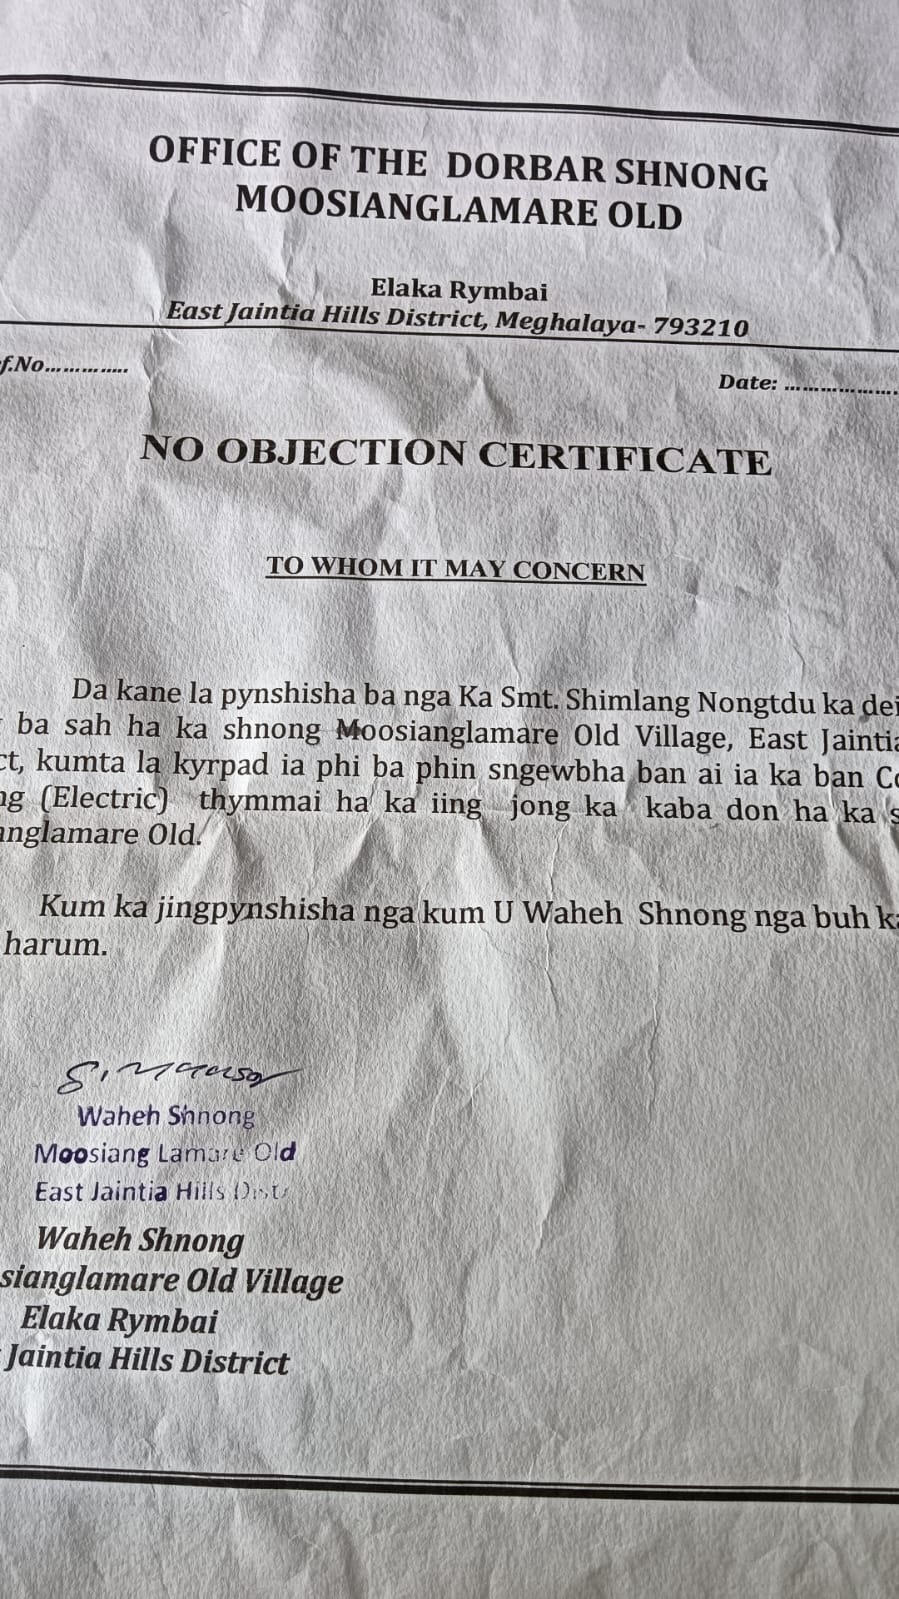 OFFICE OF THE DORBAR SHNONG
MOOSIANGLAMARE OLD
Elaka Rymbai
East Jaintia Hills District, Meghalaya- 793210
f.No..............
Date: ...................
NO OBJECTION CERTIFICATE
TO WHOM IT MAY CONCERN
Da kane la pynshisha ba nga Ka Smt. Shimlang Nongtdu ka dei
ba sah ha ka shnong Moosianglamare Old Village, East Jaintia
ct, kumta la kyrpad ia phi ba phin sngewbha ban ai ia ka ban Co
ng (Electric) thymmai ha ka iing jong ka kaba don ha ka s
anglamare Old.
Kum ka jingpynshisha nga kum U Waheh Shnong nga buh ka
harum.
Waheh Shnong
Moosiang Lamare Old
East Jaintia Hills Distr
Waheh Shnong
sianglamare Old Village
Elaka Rymbai
Jaintia Hills District